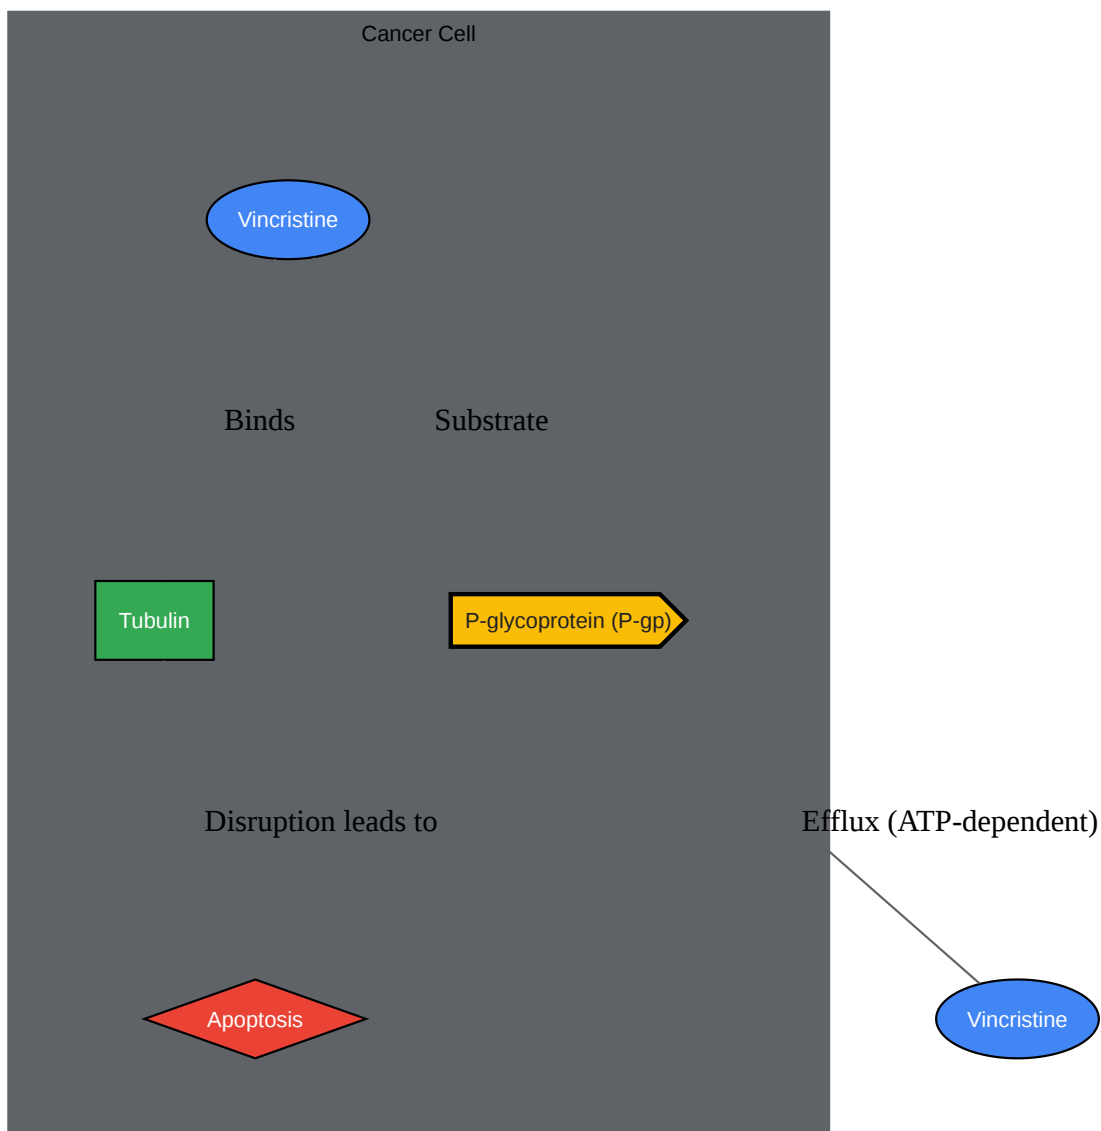 Cancer Cell
Vincristine
Binds
Substrate
Tubulin
P-glycoprotein (P-gp)
Disruption leads to
Efflux (ATP-dependent)
Apoptosis
Vincristine